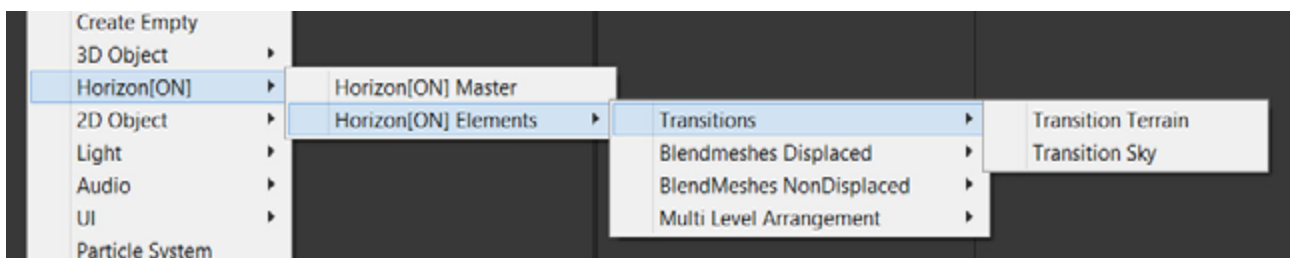 Create Empty
3D Object
Horizon[ON]
2D Object
Light
Audio
UI
Particle System
Horizon[ON] Master
Horizon[ON] Elements
Transitions
Blendmeshes Displaced
BlendMeshes NonDisplaced
Multi Level Arrangement
Transition Terrain
Transition Sky